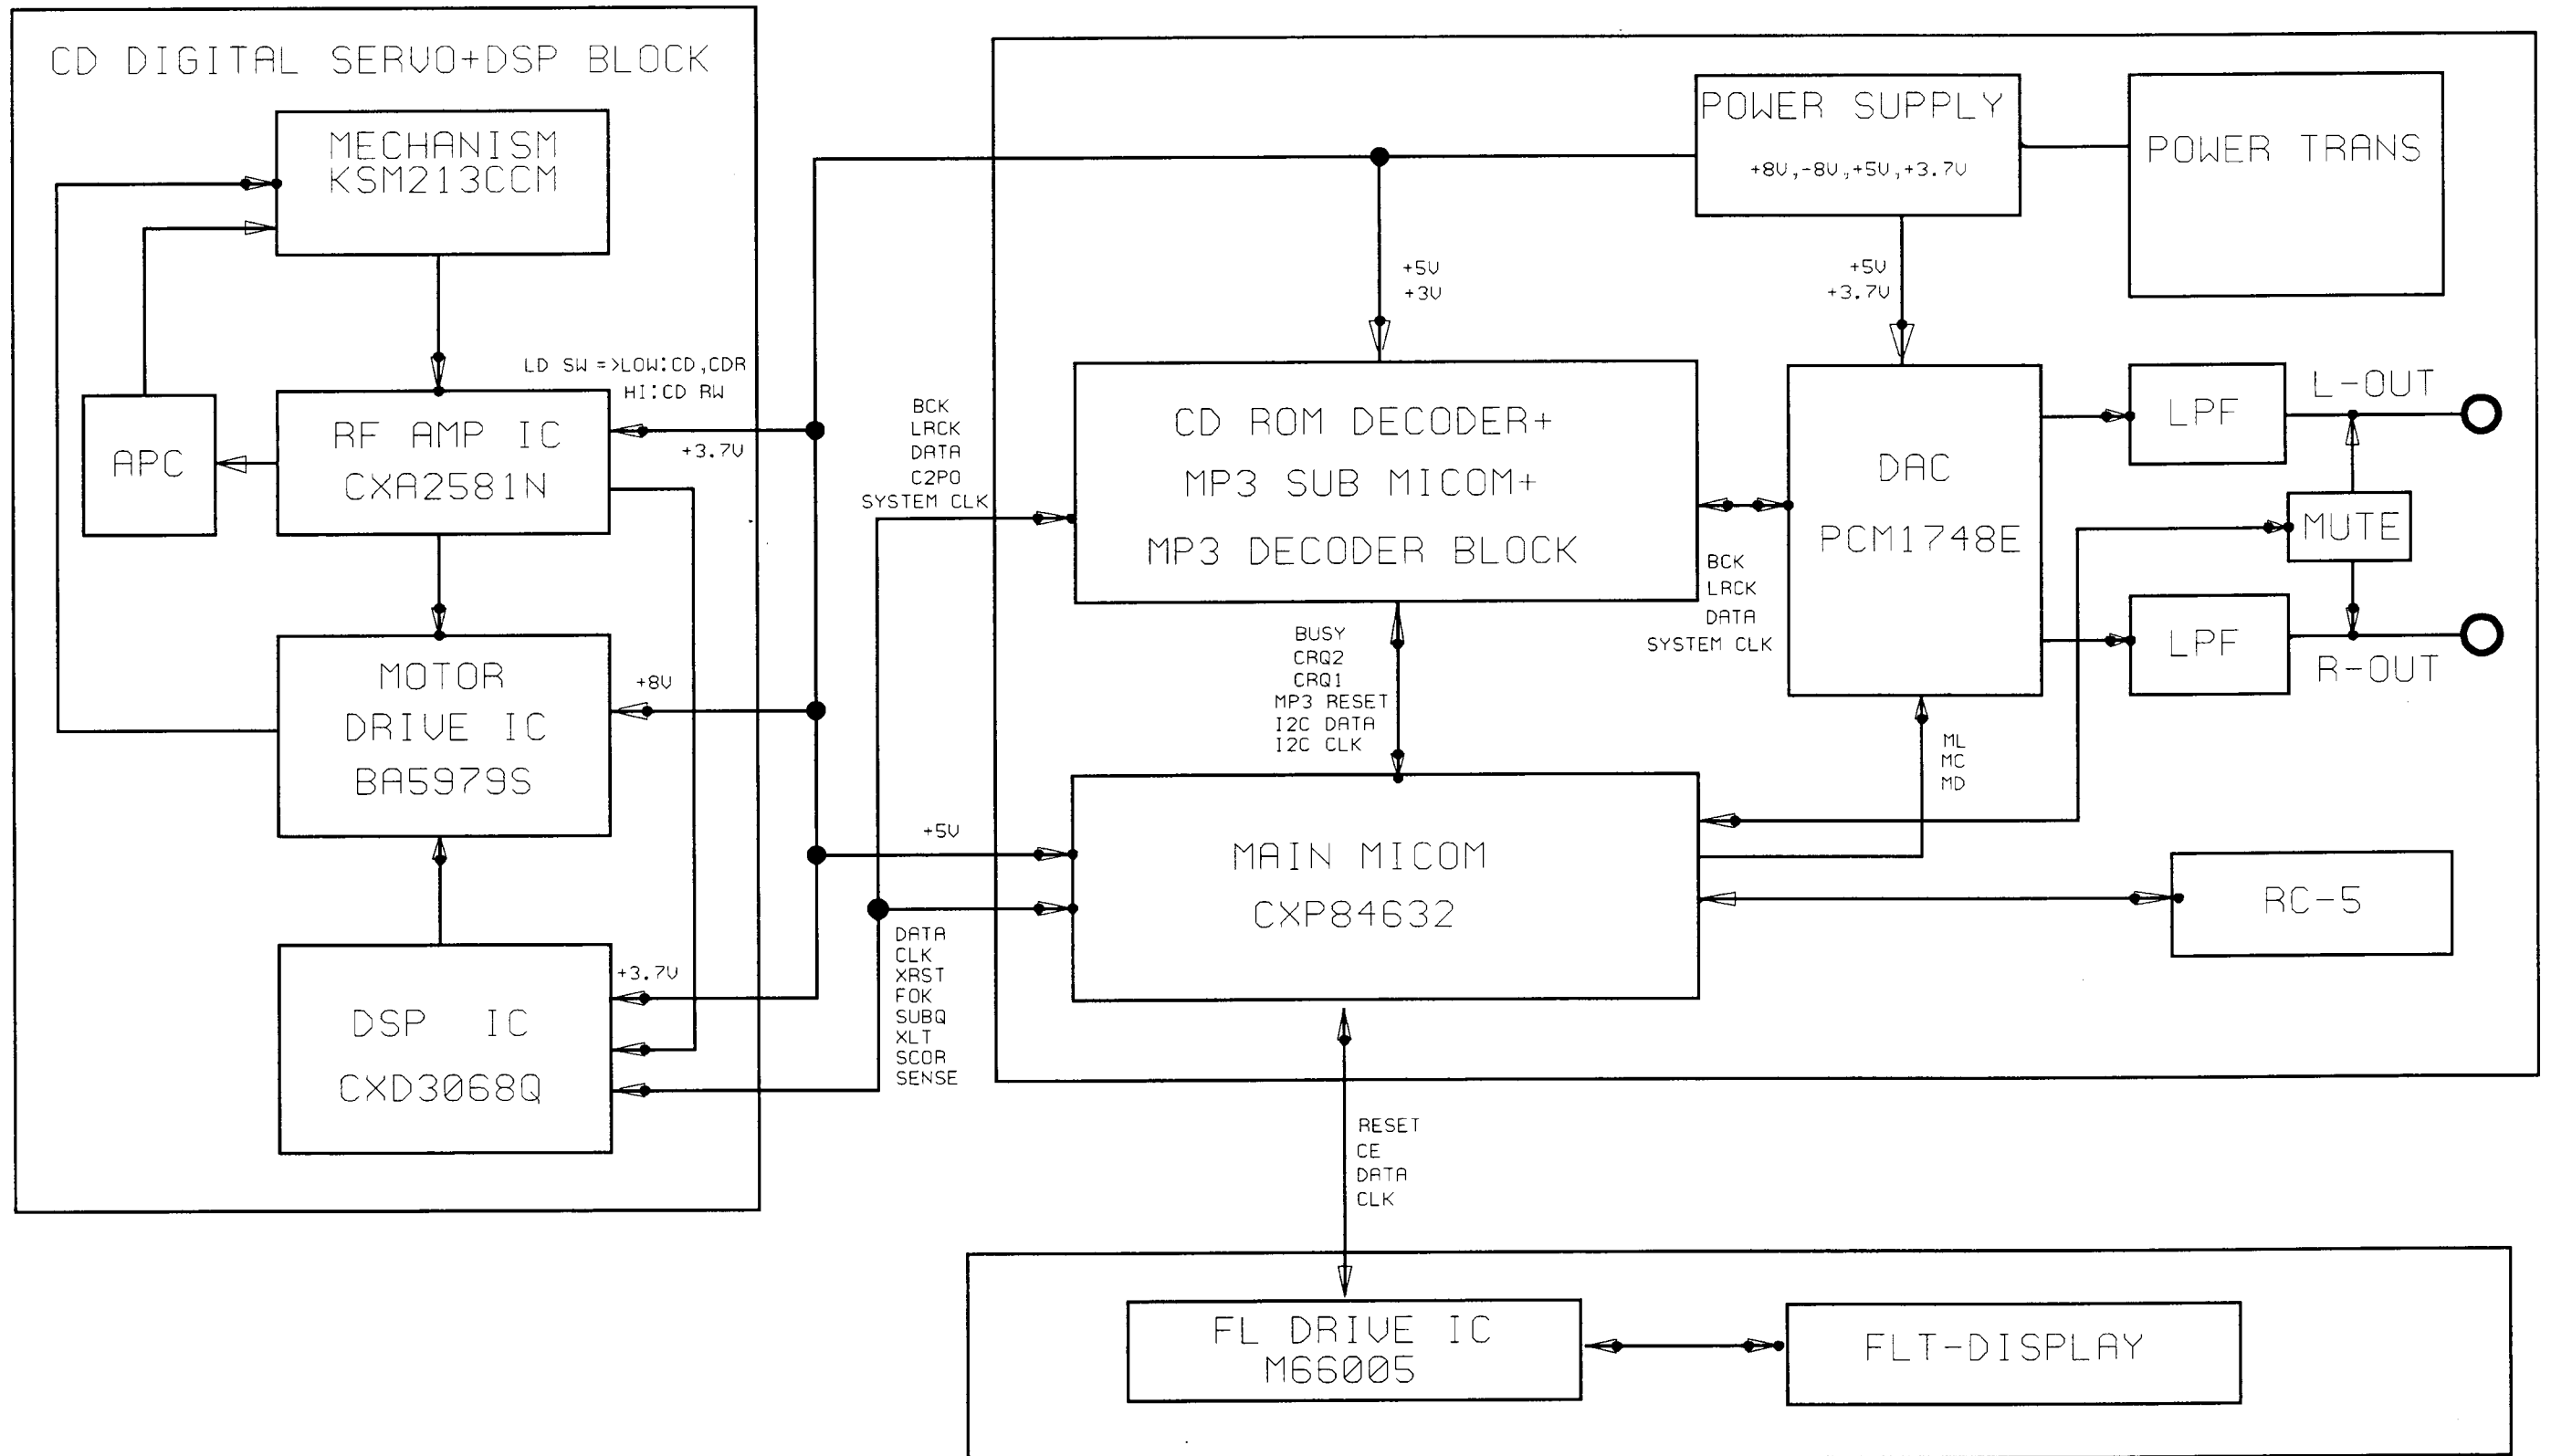 CD DIGITAL SERVO+DSP BLOCK
MECHANISM
KSM213CCM
LD SW =>LOW:CD,CDR
HI:CD RW
RF AMP IC
CXA2581N
APC
+3.7V
MOTOR
DRIVE IC
BA5979S
+8V
DSP IC
CXD3068Q
+3.7V
BCK
LRCK
DATA
C2PO
SYSTEM CLK
+5V
DATA
CLK
XRST
FOK
SUBQ
XLT
SCOR
SENSE
POWER SUPPLY
+8V,-8V,+5V,+3.7V
POWER TRANS
+5V
+3V
+5V
+3.7V
CD ROM DECODER+
MP3 SUB MICOM+
MP3 DECODER BLOCK
BCK
LRCK
DATA
SYSTEM CLK
DAC
PCM1748E
LPF
L-OUT
MUTE
LPF
R-OUT
BUSY
CRQ2
CRQ1
MP3 RESET
I2C DATA
I2C CLK
ML
MC
MD
MAIN MICOM
CXP84632
RC-5
RESET
CE
DATA
CLK
FL DRIVE IC
M66005
FLT-DISPLAY